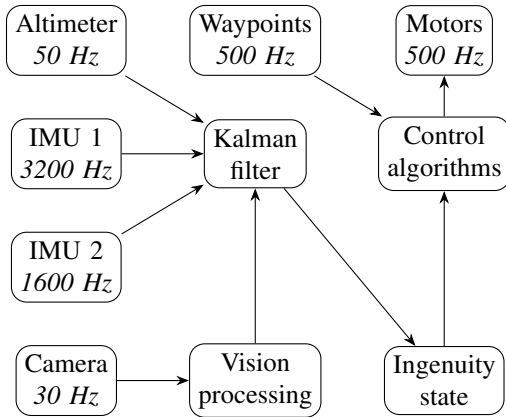 Altimeter
50 Hz
Waypoints
500 Hz
Motors
500 Hz
IMU 1
3200 Hz
Kalman
filter
Control
algorithms
IMU 2
1600 Hz
Camera
30 Hz
Vision
processing
Ingenuity
state